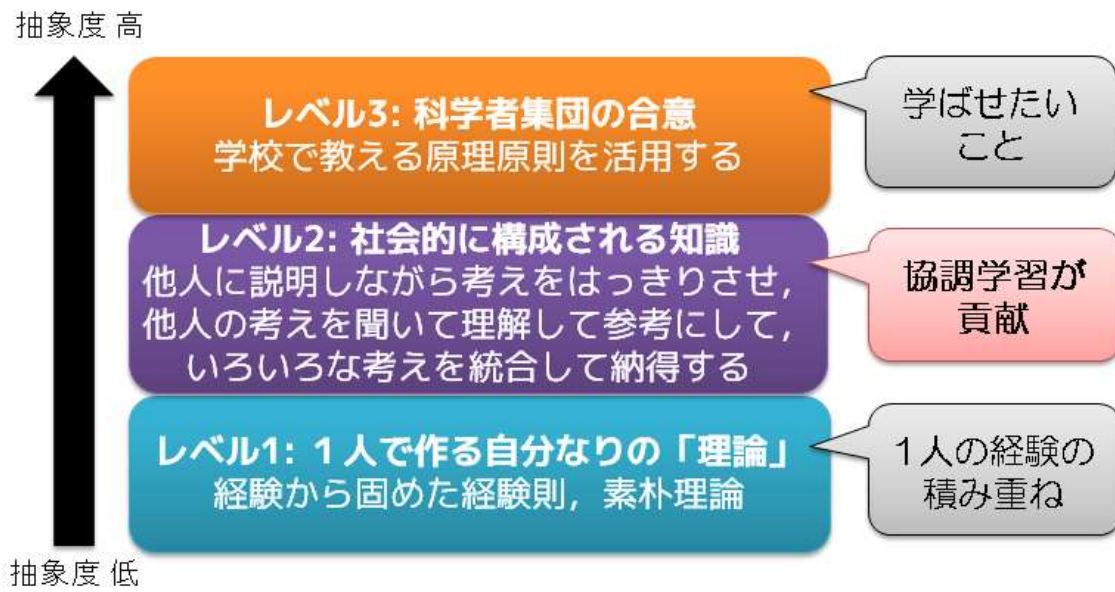 抽象度 高
レベル3: 科学者集団の合意
学校で教える原理原則を活用する
学ばせたい
こと
レベル2: 社会的に構成される知識
他人に説明しながら考えをはっきりさせ，
他人の考えを聞いて理解して参考にして，
いろいろな考えを統合して納得する
協調学習が
貢献
レベル1: １人で作る自分なりの「理論」
経験から固めた経験則，素朴理論
１人の経験の
積み重ね
抽象度 低